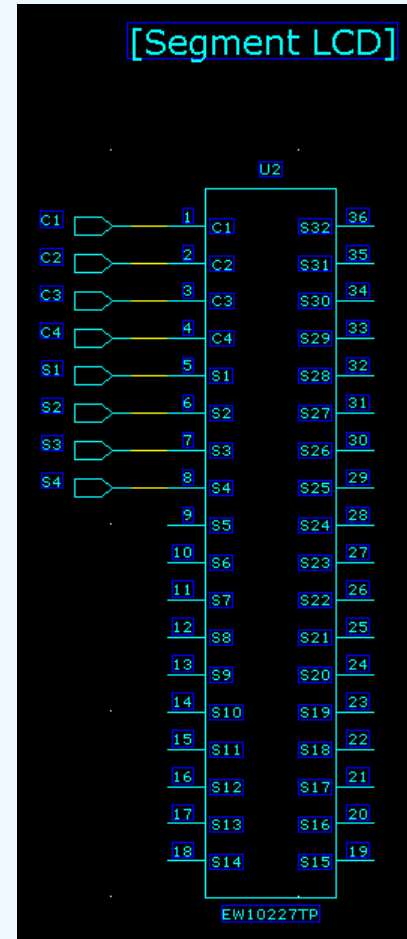 [Segment LCD]
U2
C1 1 C1 S32 36
C2 2 C2 S31 35
C3 3 C3 S30 34
C4 4 C4 S29 33
S1 5 S1 S28 32
S2 6 S2 S27 31
S3 7 S3 S26 30
S4 8 S4 S25 29
9 S5 S24 28
10 S6 S23 27
11 S7 S22 26
12 S8 S21 25
13 S9 S20 24
14 S10 S19 23
15 S11 S18 22
16 S12 S17 21
17 S13 S16 20
18 S14 S15 19
EW10227TP